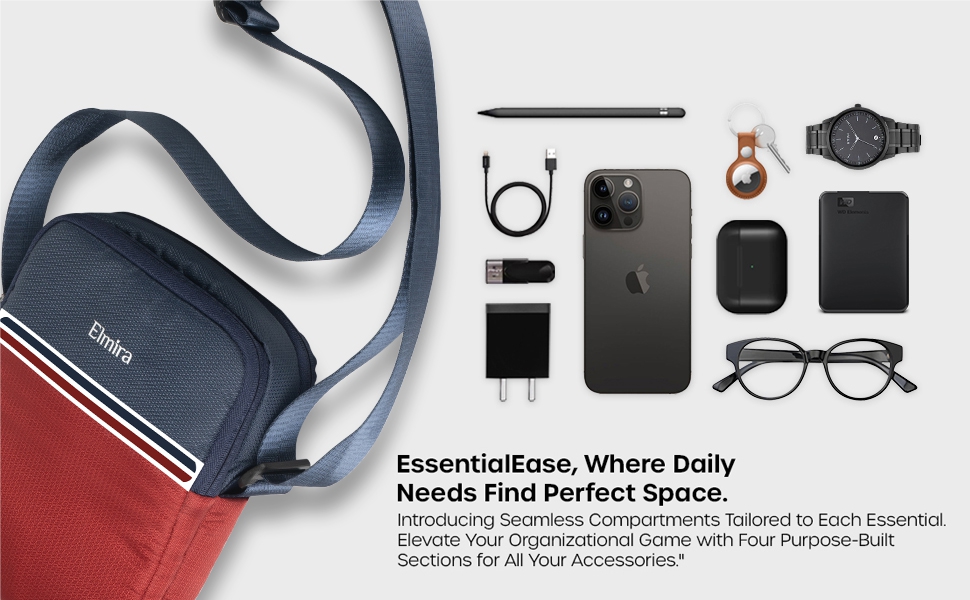 Elmira
EssentialEase, Where Daily
Needs Find Perfect Space.
Introducing Seamless Compartments Tailored to Each Essential.
Elevate Your Organizational Game with Four Purpose-Built
Sections for All Your Accessories."